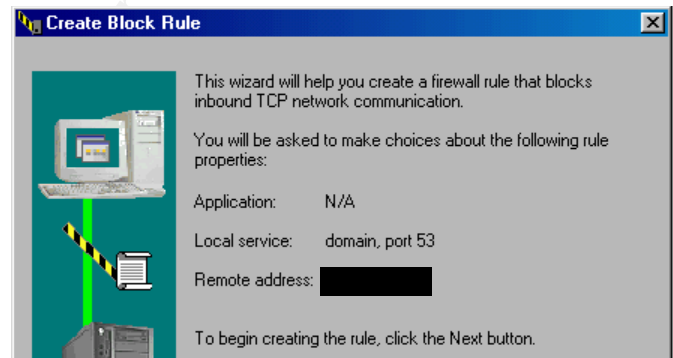 Create Block Rule
This wizard will help you create a firewall rule that blocks
inbound TCP network communication.
You will be asked to make choices about the following rule
properties:
Application: N/A
Local service: domain, port 53
Remote address:
To begin creating the rule, click the Next button.